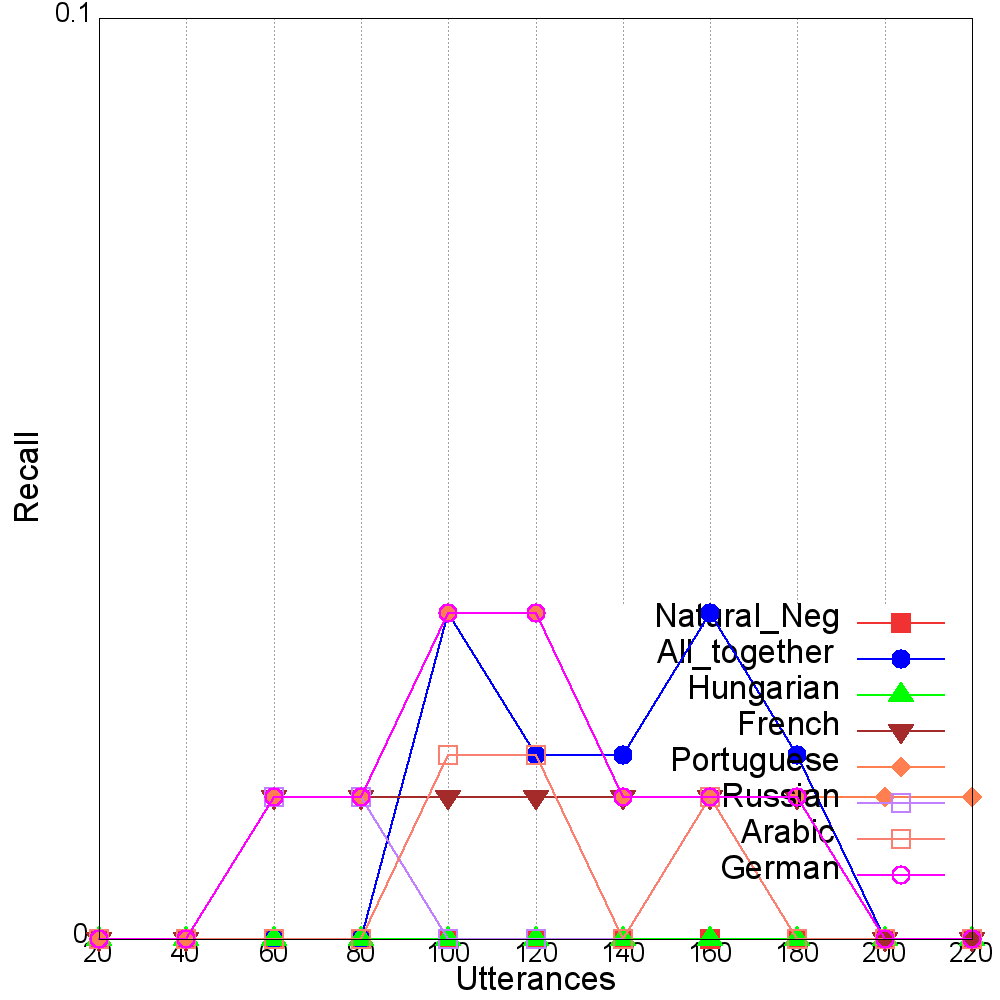 0.1
Recall
Natural_Neg
All_together
Hungarian
French
Portuguese
Russian
Arabic
German
0
20 40 60 80 100 120 140 160 180 200 220
Utterances